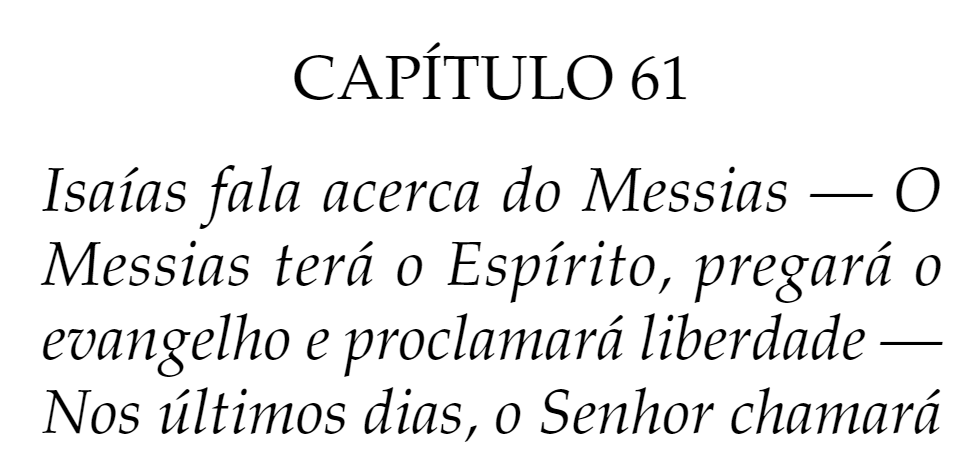 CAPÍTULO 61
Isaías fala acerca do Messias — O
Messias terá o Espírito, pregará o
evangelho e proclamará liberdade —
Nos últimos dias, o Senhor chamará